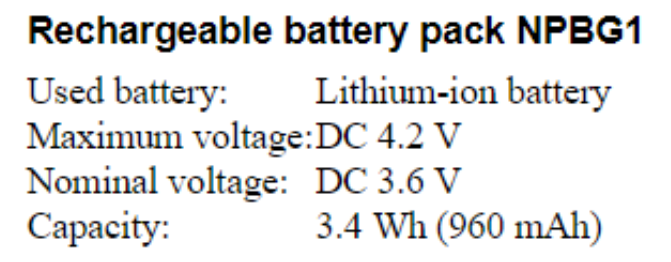 Rechargeable battery pack NPBG1
Used battery: Lithium-ion battery
Maximum voltage:DC 4.2 V
Nominal voltage: DC 3.6 V
Capacity: 3.4 Wh (960 mAh)